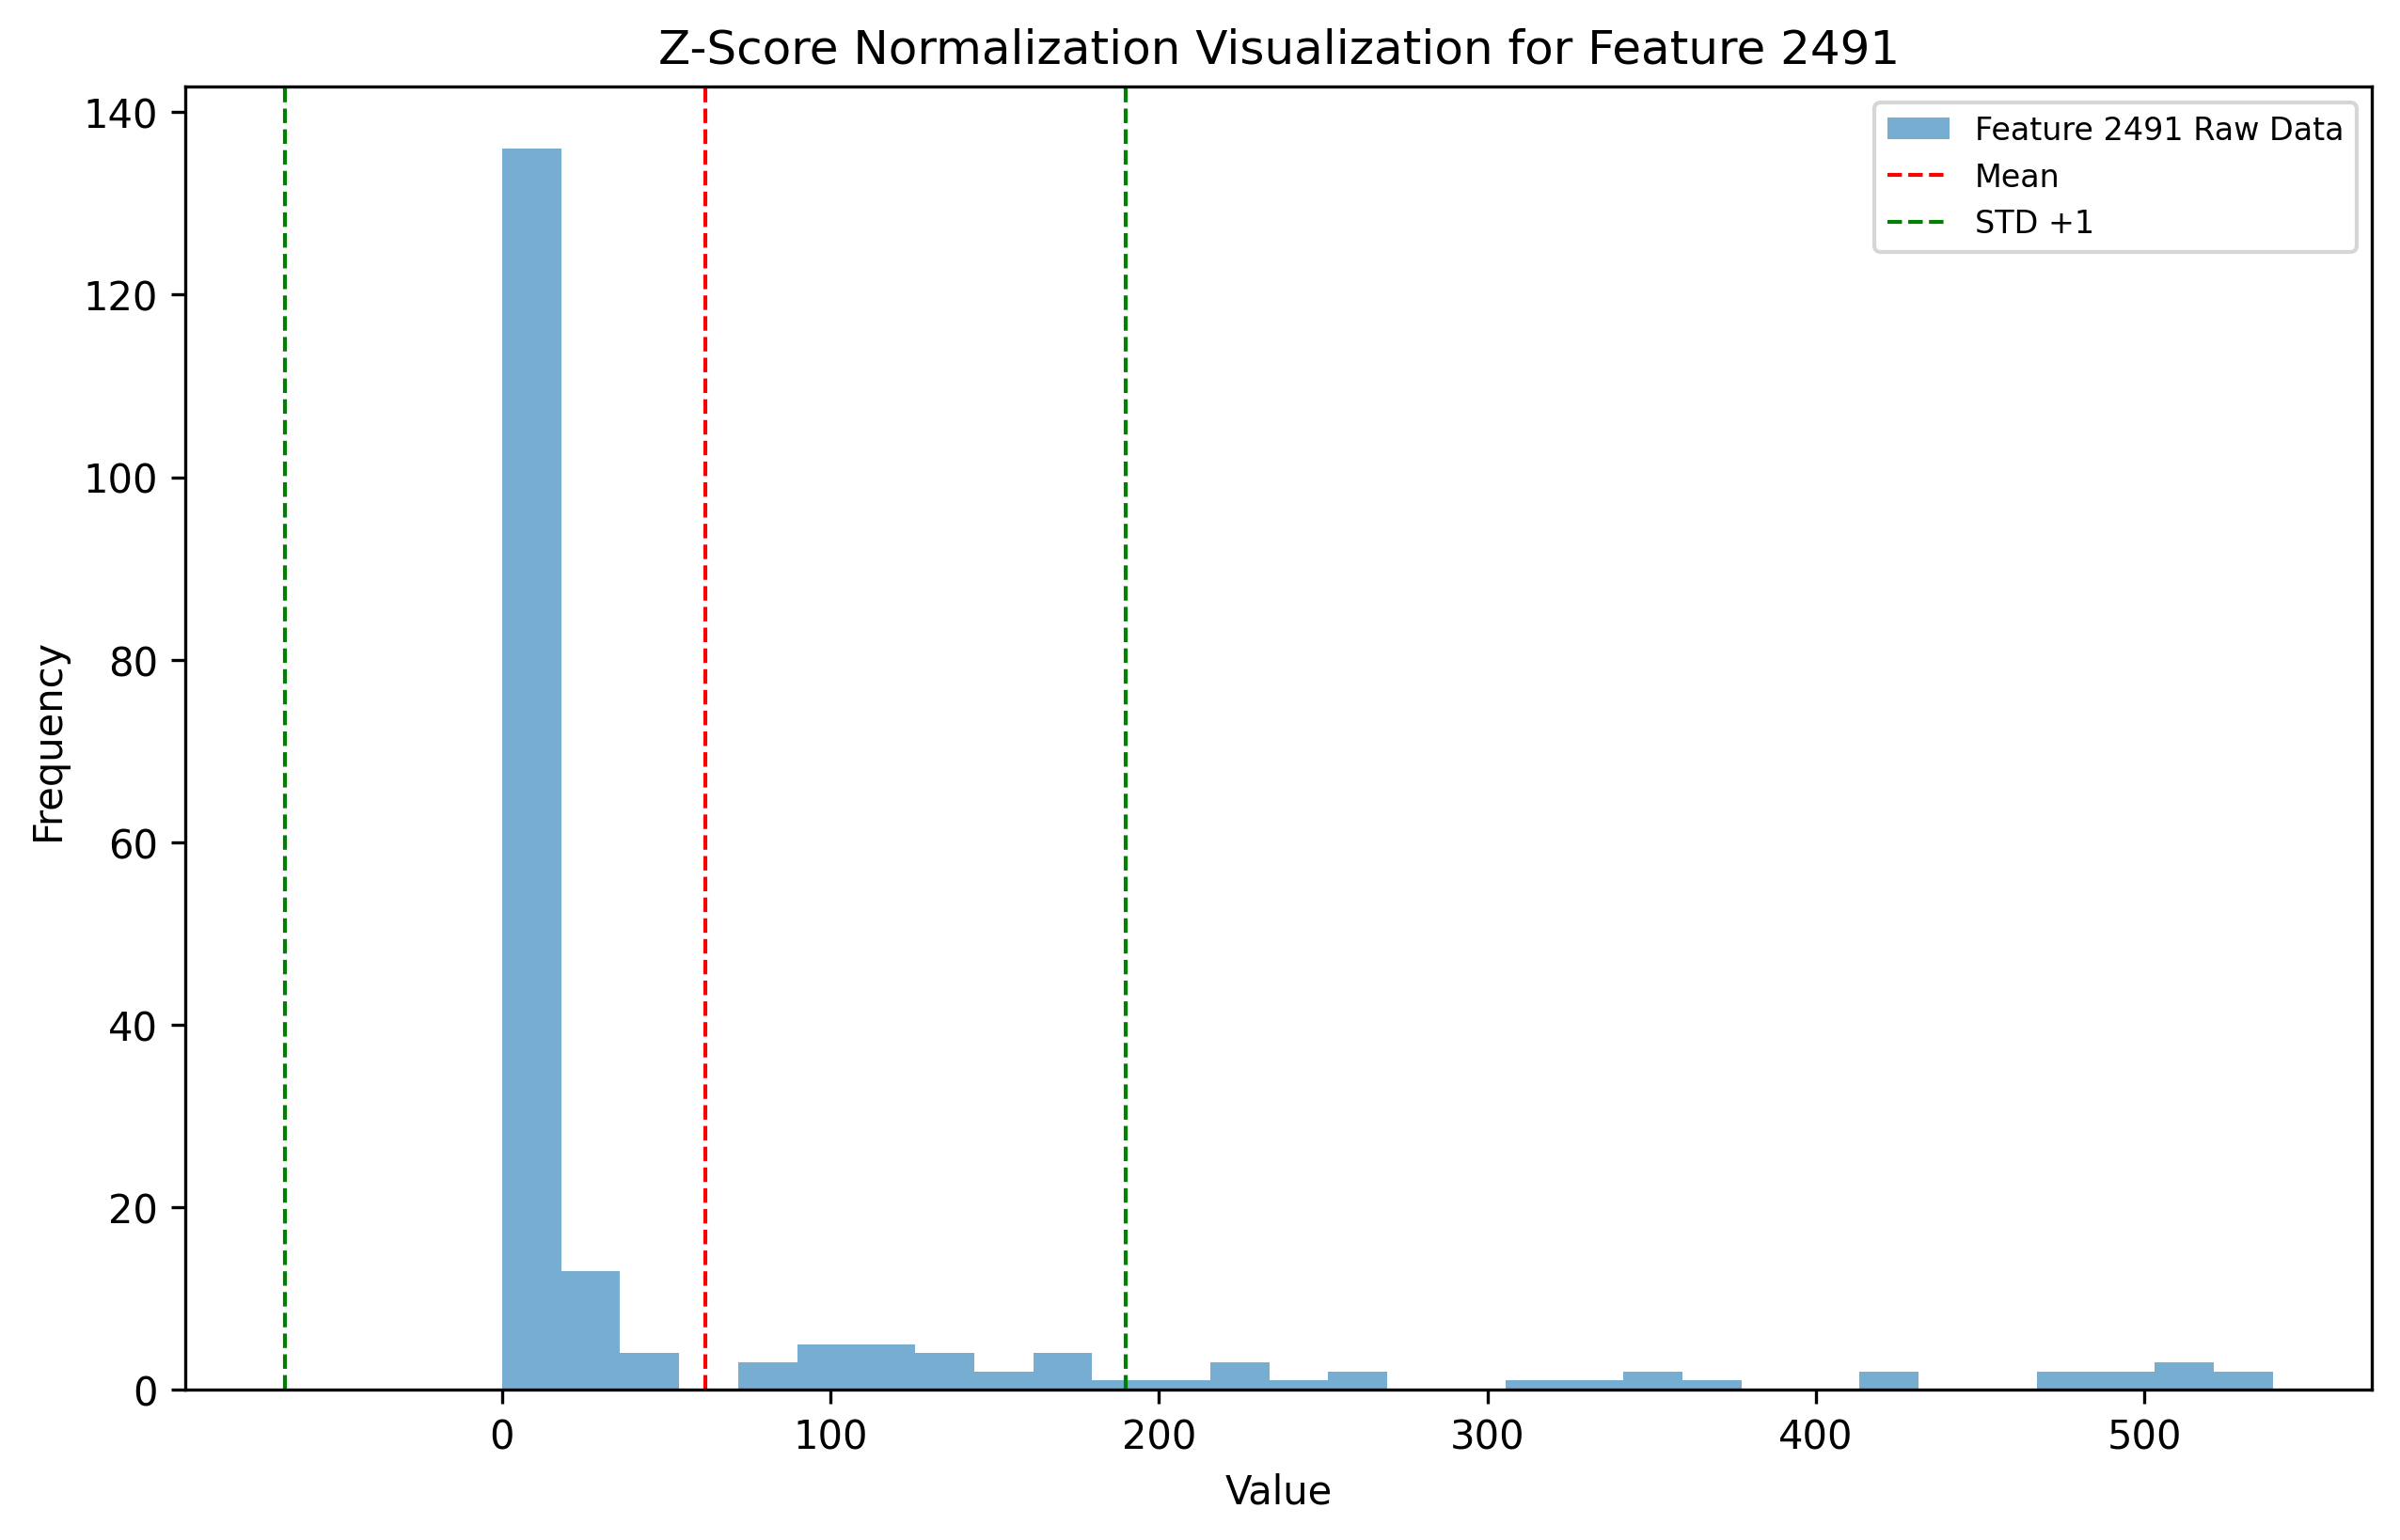 Z-Score Normalization Visualization for Feature 2491
Feature 2491 Raw Data
Mean
STD +1
140
120
100
80
60
40
20
0
Frequency
0 100 200 300 400 500
Value